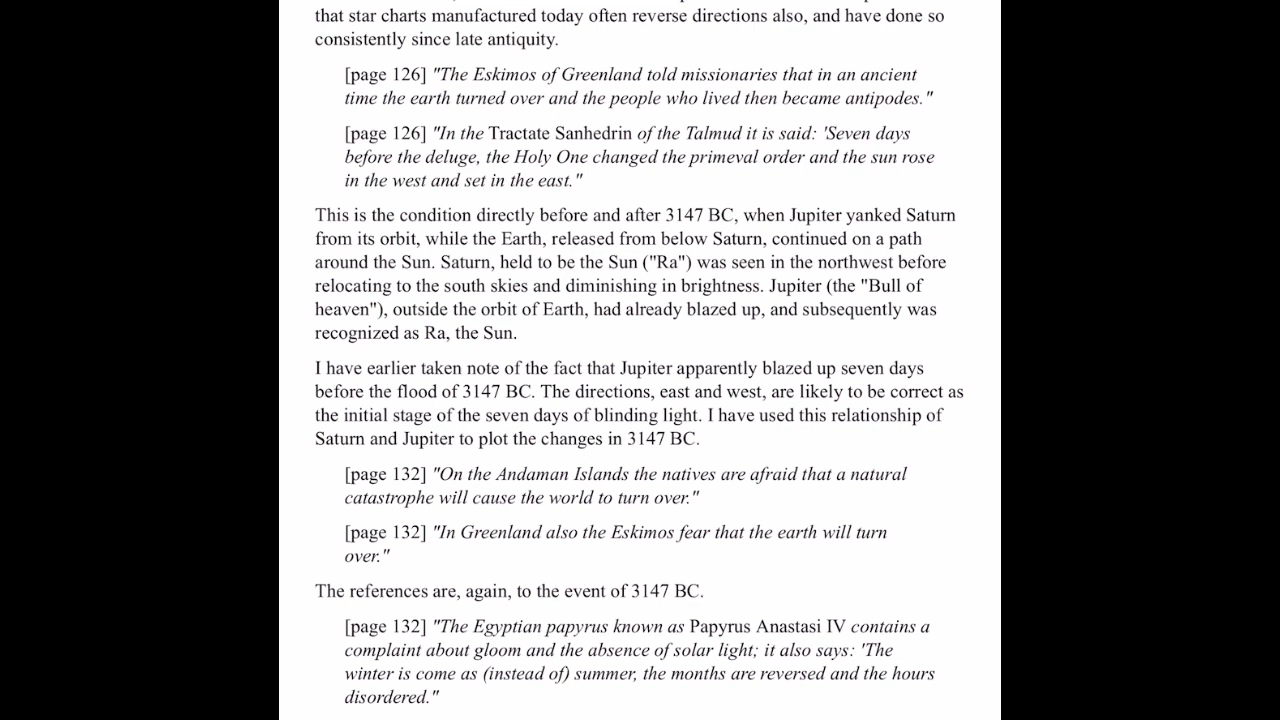 that star charts manufactured today often reverse directions also, and have done so
consistently since late antiquity.
[page 126] "The Eskimos of Greenland told missionaries that in an ancient
time the earth turned over and the people who lived then became antipodes."
[page 126] "In the Tractate Sanhedrin of the Talmud it is said: 'Seven days
before the deluge, the Holy One changed the primeval order and the sun rose
in the west and set in the east."
This is the condition directly before and after 3147 BC, when Jupiter yanked Saturn
from its orbit, while the Earth, released from below Saturn, continued on a path
around the Sun. Saturn, held to be the Sun ("Ra") was seen in the northwest before
relocating to the south skies and diminishing in brightness. Jupiter (the "Bull of
heaven"), outside the orbit of Earth, had already blazed up, and subsequently was
recognized as Ra, the Sun.
I have earlier taken note of the fact that Jupiter apparently blazed up seven days
before the flood of 3147 BC. The directions, east and west, are likely to be correct as
the initial stage of the seven days of blinding light. I have used this relationship of
Saturn and Jupiter to plot the changes in 3147 BC.
[page 132] "On the Andaman Islands the natives are afraid that a natural
catastrophe will cause the world to turn over."
[page 132] "In Greenland also the Eskimos fear that the earth will turn
over."
The references are, again, to the event of 3147 BC.
[page 132] "The Egyptian papyrus known as Papyrus Anastasi IV contains a
complaint about gloom and the absence of solar light; it also says: 'The
winter is come as (instead of) summer, the months are reversed and the hours
disordered."